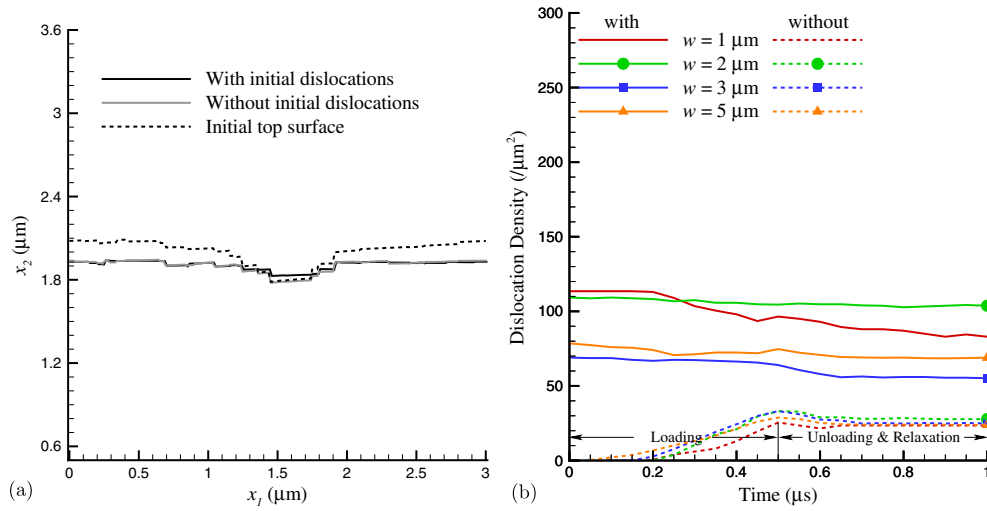 3.6
3
2.4
1.8
1.2
0.6
x₂ (μm)
With initial dislocations
Without initial dislocations
Initial top surface
0 0.5 1 1.5 2 2.5 3
x₁ (μm)
(a)
300
250
200
150
100
50
0
Dislocation Density (/μm²)
with without
w = 1 μm
w = 2 μm
w = 3 μm
w = 5 μm
Loading Unloading & Relaxation
0 0.2 0.4 0.6 0.8 1
Time (μs)
(b)